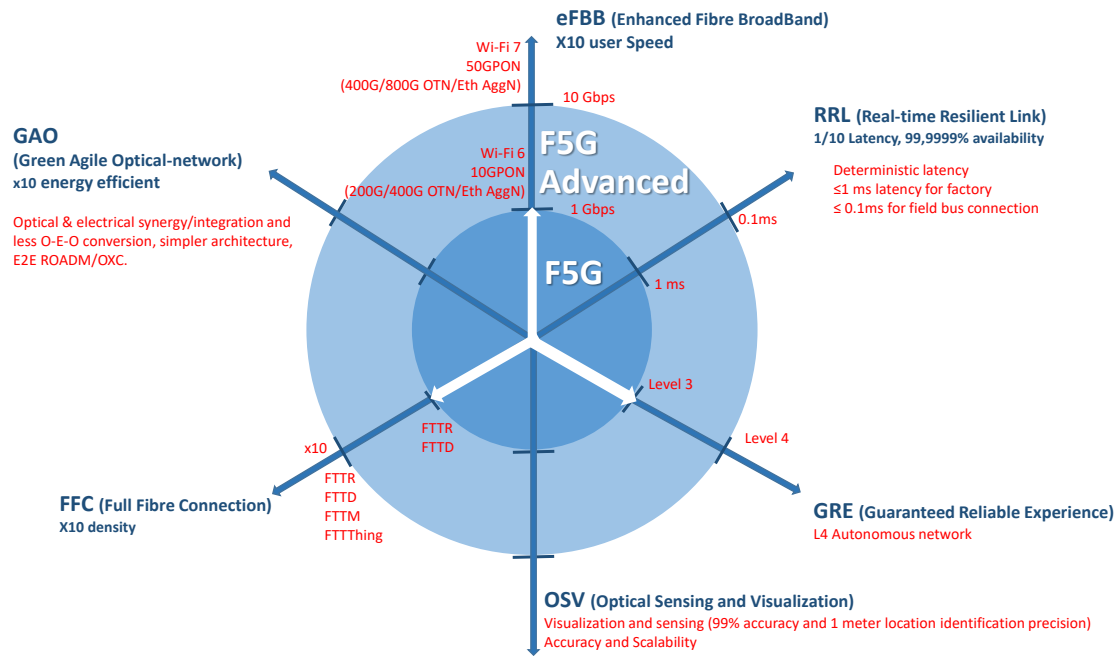 eFBB (Enhanced Fibre BroadBand)
X10 user Speed
Wi-Fi 7
50GPON
(400G/800G OTN/Eth AggN)
10 Gbps
RRL (Real-time Resilient Link)
1/10 Latency, 99,9999% availability
Deterministic latency
≤1 ms latency for factory
≤ 0.1ms for field bus connection
GAO
(Green Agile Optical-network)
x10 energy efficient
Optical & electrical synergy/integration and
less O-E-O conversion, simpler architecture,
E2E ROADM/OXC.
Wi-Fi 6
10GPON
(200G/400G OTN/Eth AggN)
F5G
Advanced
1 Gbps
0.1ms
F5G
1 ms
Level 3
Level 4
FTTR
FTTD
x10
FTTR
FTTD
FTTM
FTTThing
FFC (Full Fibre Connection)
X10 density
GRE (Guaranteed Reliable Experience)
L4 Autonomous network
OSV (Optical Sensing and Visualization)
Visualization and sensing (99% accuracy and 1 meter location identification precision)
Accuracy and Scalability